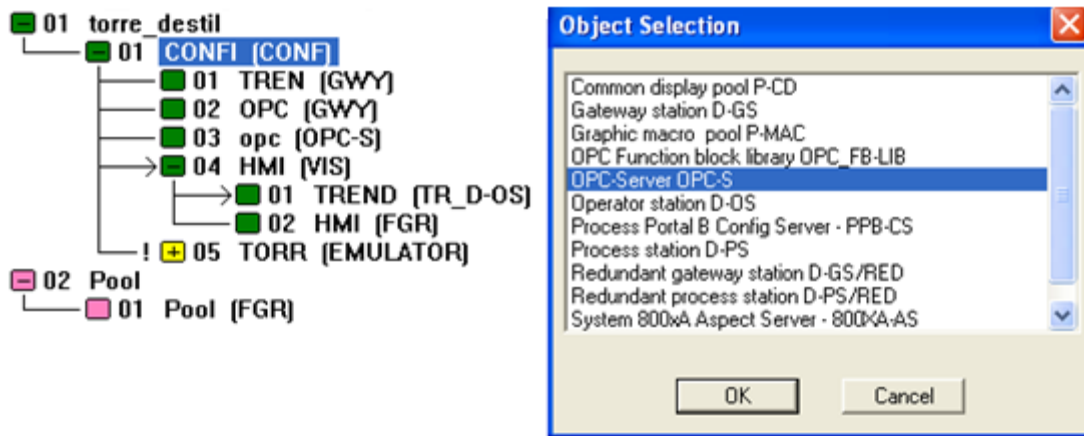 01 torre_destil
01 CONFI (CONF)
01 TREN (GWY)
02 OPC (GWY)
03 opc (OPC-S)
04 HMI (VIS)
01 TREND (TR_D-OS)
02 HMI (FGR)
! 05 TORR (EMULATOR)
02 Pool
01 Pool (FGR)
Object Selection
Common display pool P-CD
Gateway station D-GS
Graphic macro pool P-MAC
OPC Function block library OPC_FB-LIB
OPC-Server OPC-S
Operator station D-OS
Process Portal B Config Server - PPB-CS
Process station D-PS
Redundant gateway station D-GS/RED
Redundant process station D-PS/RED
System 800xA Aspect Server - 800XA-AS
OK
Cancel